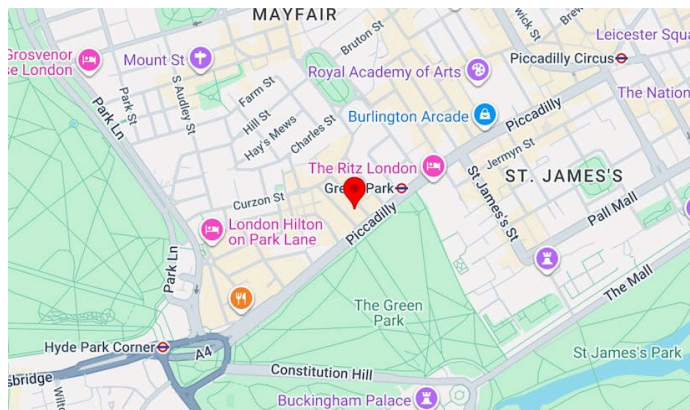 MAYFAIR
Grosvenor
se London
Mount St
Bruton St
Leicester Squa
Piccadilly Circus
Royal Academy of Arts
The Nation
Park St
S Audley St
Farm St
Park Ln
Hill St
Hay's Mews
Charles St
Burlington Arcade
Piccadilly
Jermyn St
The Ritz London
ST. JAMES'S
Curzon St
Park
St James's St
Pall Mall
London Hilton
on Park Lane
Piccadilly
Park Ln
The Mall
The Green
Park
Hyde Park Corner
A4
St James's Park
Constitution Hill
sbridge
Wilto
Buckingham Palace